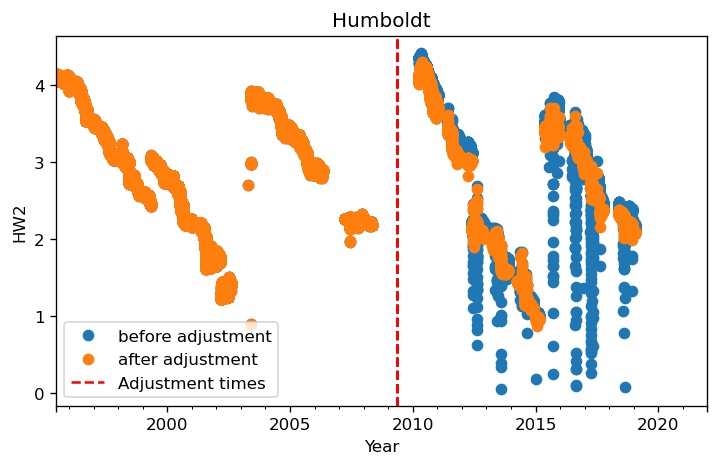 Humboldt
HW2
4
3
2
1
0
before adjustment
after adjustment
Adjustment times
2000
2005
2010
2015
2020
Year